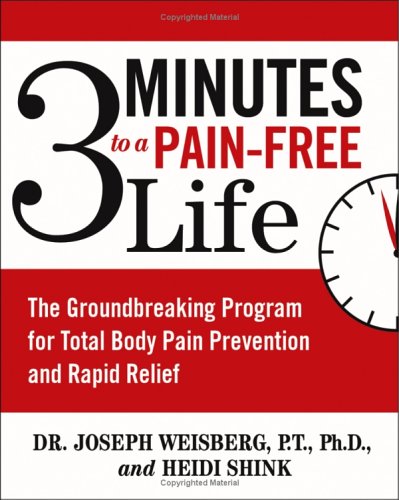 Copyrighted Material
3 MINUTES
to a PAIN-FREE
Life
The Groundbreaking Program
for Total Body Pain Prevention
and Rapid Relief
DR. JOSEPH WEISBERG, P.T., Ph.D.,
and HEIDI SHINK
Copyrighted Material